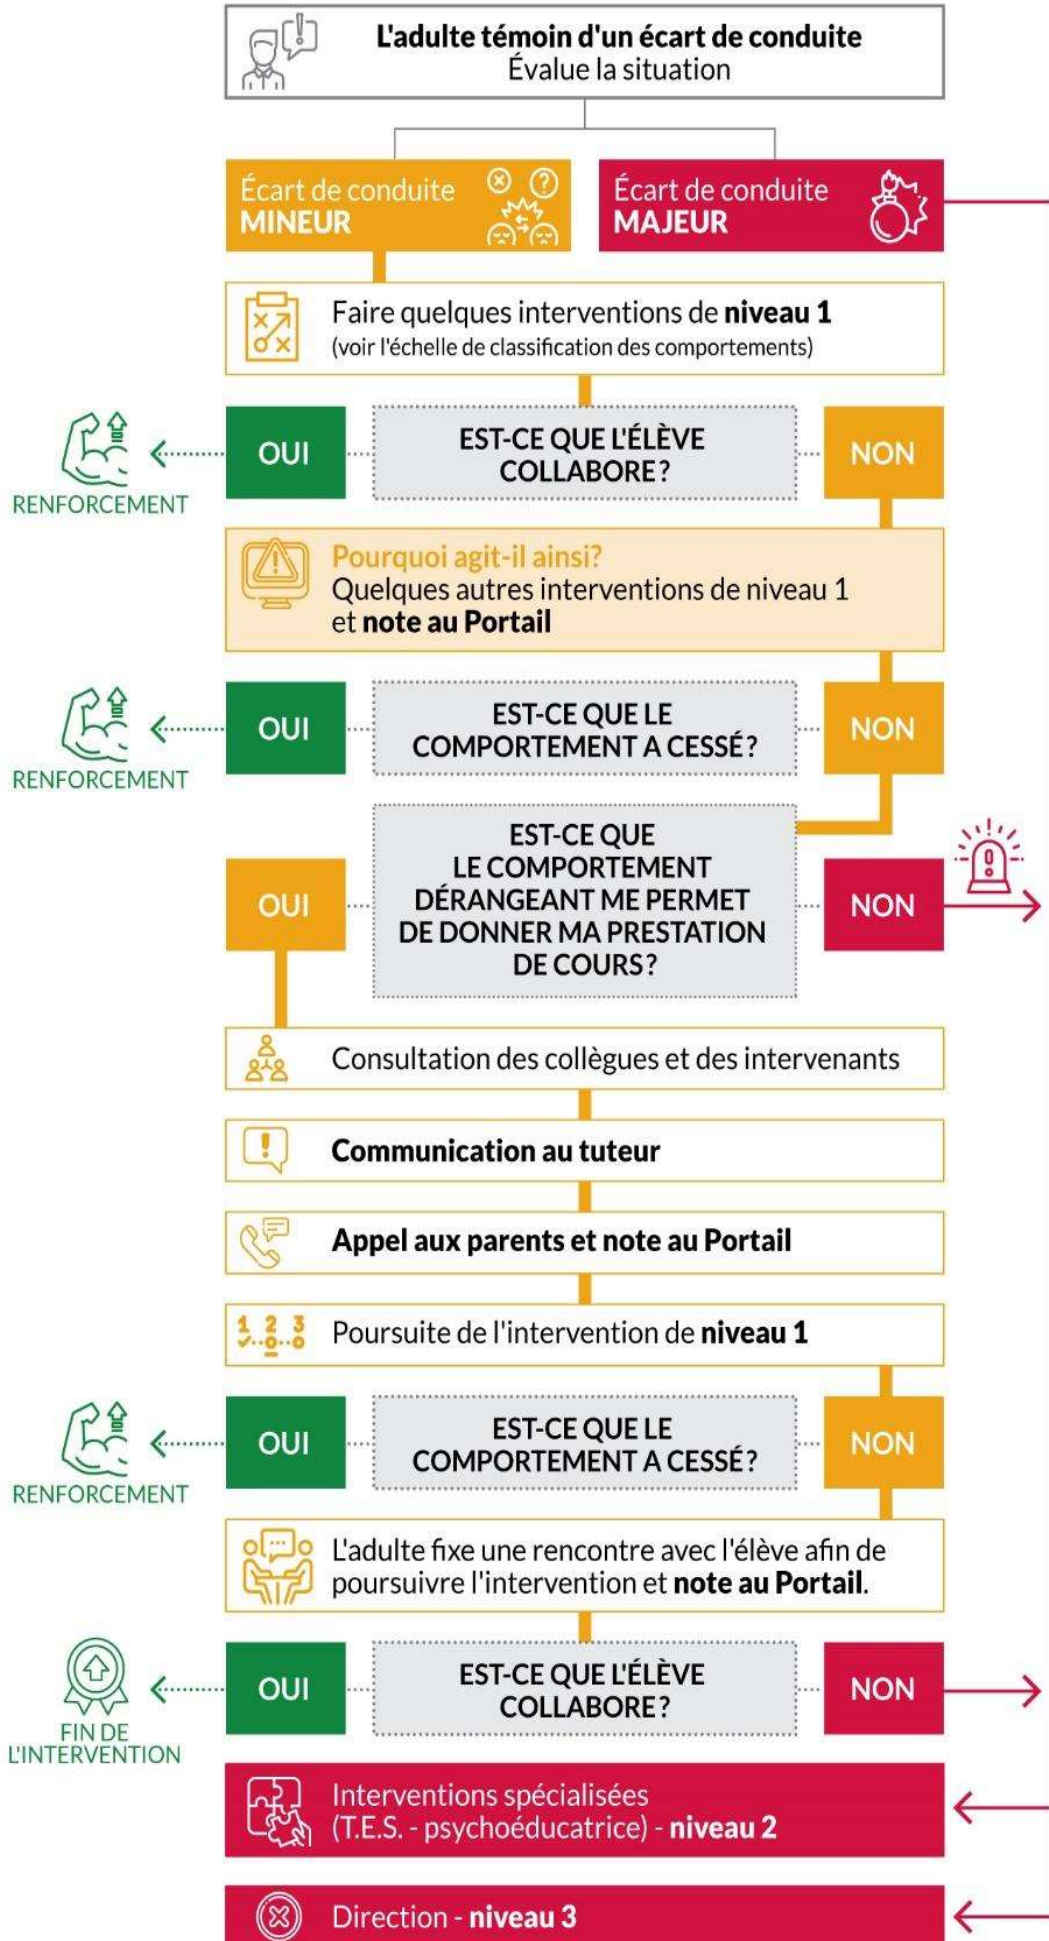 L'adulte témoin d'un écart de conduite
Évalue la situation
Écart de conduite
MINEUR
Écart de conduite
MAJEUR
Faire quelques interventions de niveau 1
(voir l'échelle de classification des comportements)
RENFORCEMENT
OUI
EST-CE QUE L'ÉLÈVE
COLLABORE?
NON
Pourquoi agit-il ainsi?
Quelques autres interventions de niveau 1
et note au Portail
RENFORCEMENT
OUI
EST-CE QUE LE
COMPORTEMENT A CESSÉ?
NON
OUI
EST-CE QUE
LE COMPORTEMENT
DÉRANGEANT ME PERMET
DE DONNER MA PRESTATION
DE COURS?
NON
Consultation des collègues et des intervenants
Communication au tuteur
Appel aux parents et note au Portail
1 2 3
Poursuite de l'intervention de niveau 1
RENFORCEMENT
OUI
EST-CE QUE LE
COMPORTEMENT A CESSÉ?
NON
L'adulte fixe une rencontre avec l'élève afin de
poursuivre l'intervention et note au Portail.
FIN DE
L'INTERVENTION
OUI
EST-CE QUE L'ÉLÈVE
COLLABORE?
NON
Interventions spécialisées
(T.E.S. - psychoéducatrice) - niveau 2
Direction - niveau 3